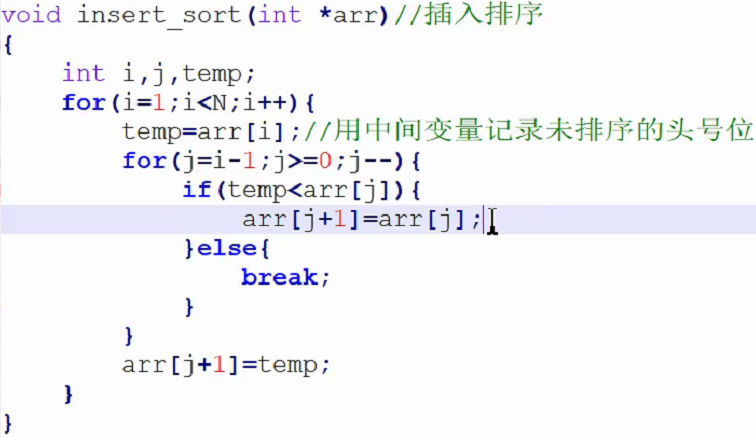 void insert_sort(int *arr)//插入排序
{
    int i,j,temp;
    for(i=1;i<N;i++){
        temp=arr[i];//用中间变量记录未排序的头号位
        for(j=i-1;j>=0;j--){
            if(temp<arr[j]){
                arr[j+1]=arr[j];
            }else{
                break;
            }
        }
        arr[j+1]=temp;
    }
}